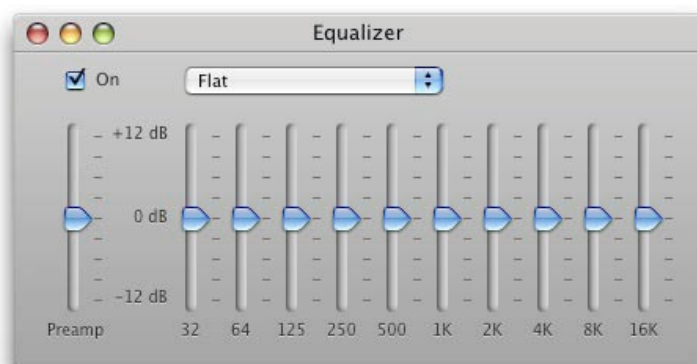 Equalizer
On Flat
+12 dB
0 dB
-12 dB
Preamp 32 64 125 250 500 1K 2K 4K 8K 16K